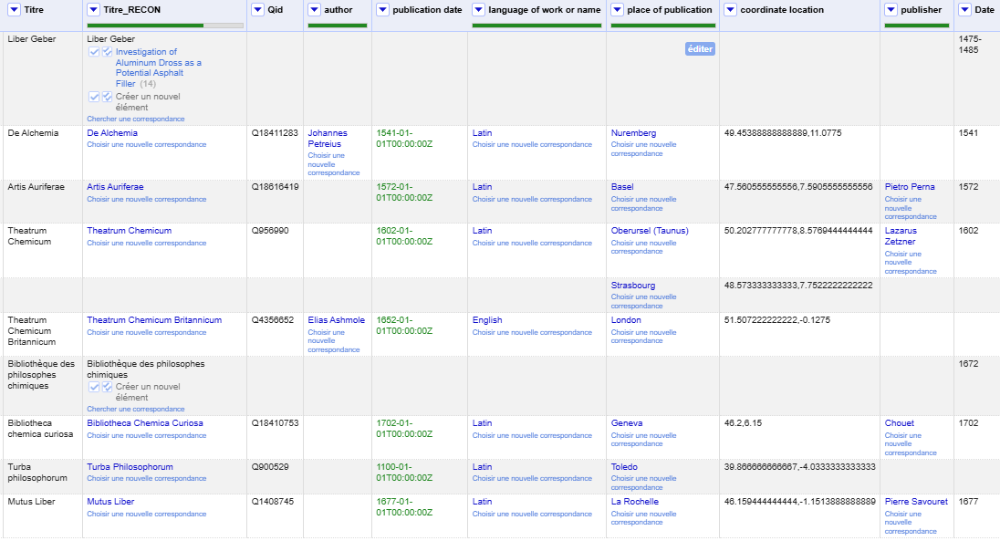 Titre Titre_RECON Qid author publication date language of work or name place of publication coordinate location publisher Date
Liber Geber Liber Geber 1475-
Investigation of éditer 1485
Aluminum Dross as a
Potential Asphalt
Filler (14)
Créer un nouvel
élément
Chercher une correspondance
De Alchemia De Alchemia Q18411283 Johannes 1541-01- Latin Nuremberg 49.45388888888889,11.0775 1541
Choisir une nouvelle correspondance Petreius 01T00:00:00Z Choisir une nouvelle correspondance Choisir une nouvelle
Choisir une correspondance
nouvelle
correspondance
Artis Auriferae Artis Auriferae Q18616419 1572-01- Latin Basel 47.560555555556,7.5905555555556 Pietro Perna 1572
Choisir une nouvelle correspondance 01T00:00:00Z Choisir une nouvelle correspondance Choisir une nouvelle Choisir une
correspondance nouvelle
correspondance
Theatrum Theatrum Chemicum Q956990 1602-01- Latin Oberursel (Taunus) 50.202777777778,8.5769444444444 Lazarus 1602
Chemicum Choisir une nouvelle correspondance 01T00:00:00Z Choisir une nouvelle correspondance Choisir une nouvelle Zetzner
correspondance Choisir une
nouvelle
correspondance
Strasbourg 48.573333333333,7.7522222222222
Choisir une nouvelle
correspondance
Theatrum Theatrum Chemicum Britannicum Q4356652 Elias Ashmole 1652-01- English London 51.507222222222,-0.1275 1652
Chemicum Choisir une nouvelle correspondance Choisir une 01T00:00:00Z Choisir une nouvelle correspondance Choisir une nouvelle
Britannicum nouvelle correspondance
correspondance
Bibliothèque des Bibliothèque des philosophes 1672
philosophes chimiques
chimiques Créer un nouvel
élément
Chercher une correspondance
Bibliotheca Bibliotheca Chemica Curiosa Q18410753 1702-01- Latin Geneva 46.2,6.15 Chouet 1702
chemica curiosa Choisir une nouvelle correspondance 01T00:00:00Z Choisir une nouvelle correspondance Choisir une nouvelle Choisir une
correspondance nouvelle
correspondance
Turba Turba Philosophorum Q900529 1100-01- Latin Toledo 39.866666666667,-4.0333333333333
philosophorum Choisir une nouvelle correspondance 01T00:00:00Z Choisir une nouvelle correspondance Choisir une nouvelle
correspondance
Mutus Liber Mutus Liber Q1408745 1677-01- Latin La Rochelle 46.159444444444,-1.1513888888889 Pierre Savouret 1677
Choisir une nouvelle correspondance 01T00:00:00Z Choisir une nouvelle correspondance Choisir une nouvelle Choisir une
correspondance nouvelle
correspondance